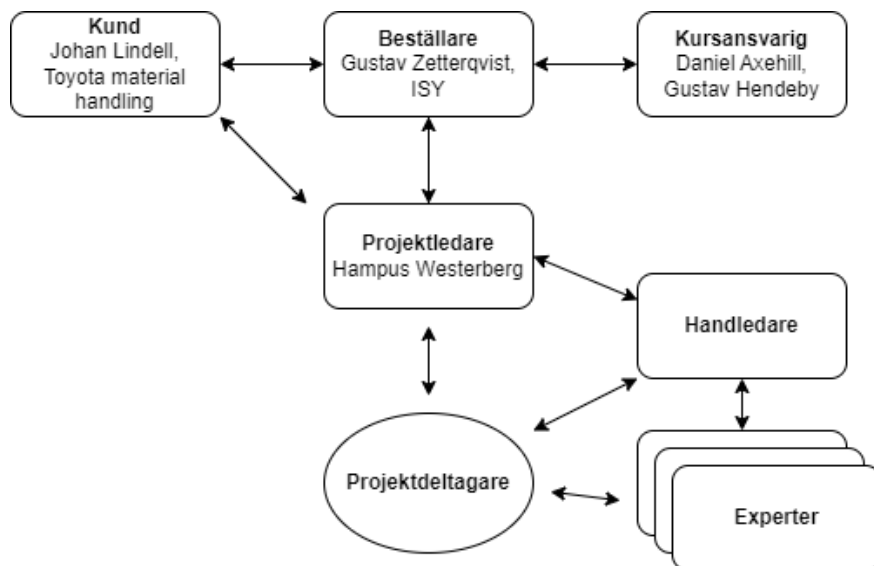 Kund
Johan Lindell,
Toyota material
handling
Beställare
Gustav Zetterqvist,
ISY
Kursansvarig
Daniel Axehill,
Gustav Hendeby
Projektledare
Hampus Westerberg
Handledare
Projektdeltagare
Experter